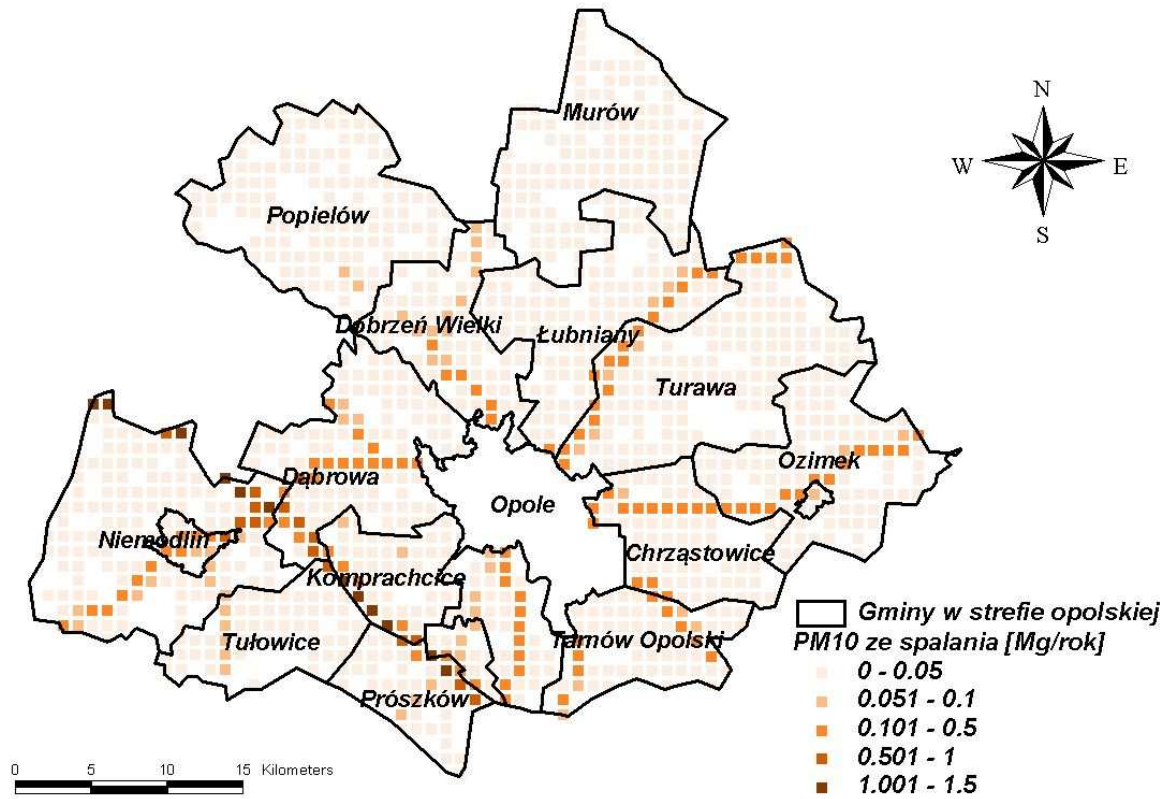 Murów
N
W
E
S
Popielów
Dobrzeń Wielki
Łubniany
Turawa
Ozimek
Dąbrowa
Opole
Niemodlin
Chrząstowice
Komprachcice
Tułowice
Tarnów Opolski
Prószków
Gminy w strefie opolskiej
PM10 ze spalania [Mg/rok]
0 - 0.05
0.051 - 0.1
0.101 - 0.5
0.501 - 1
1.001 - 1.5
0 5 10 15 Kilometers